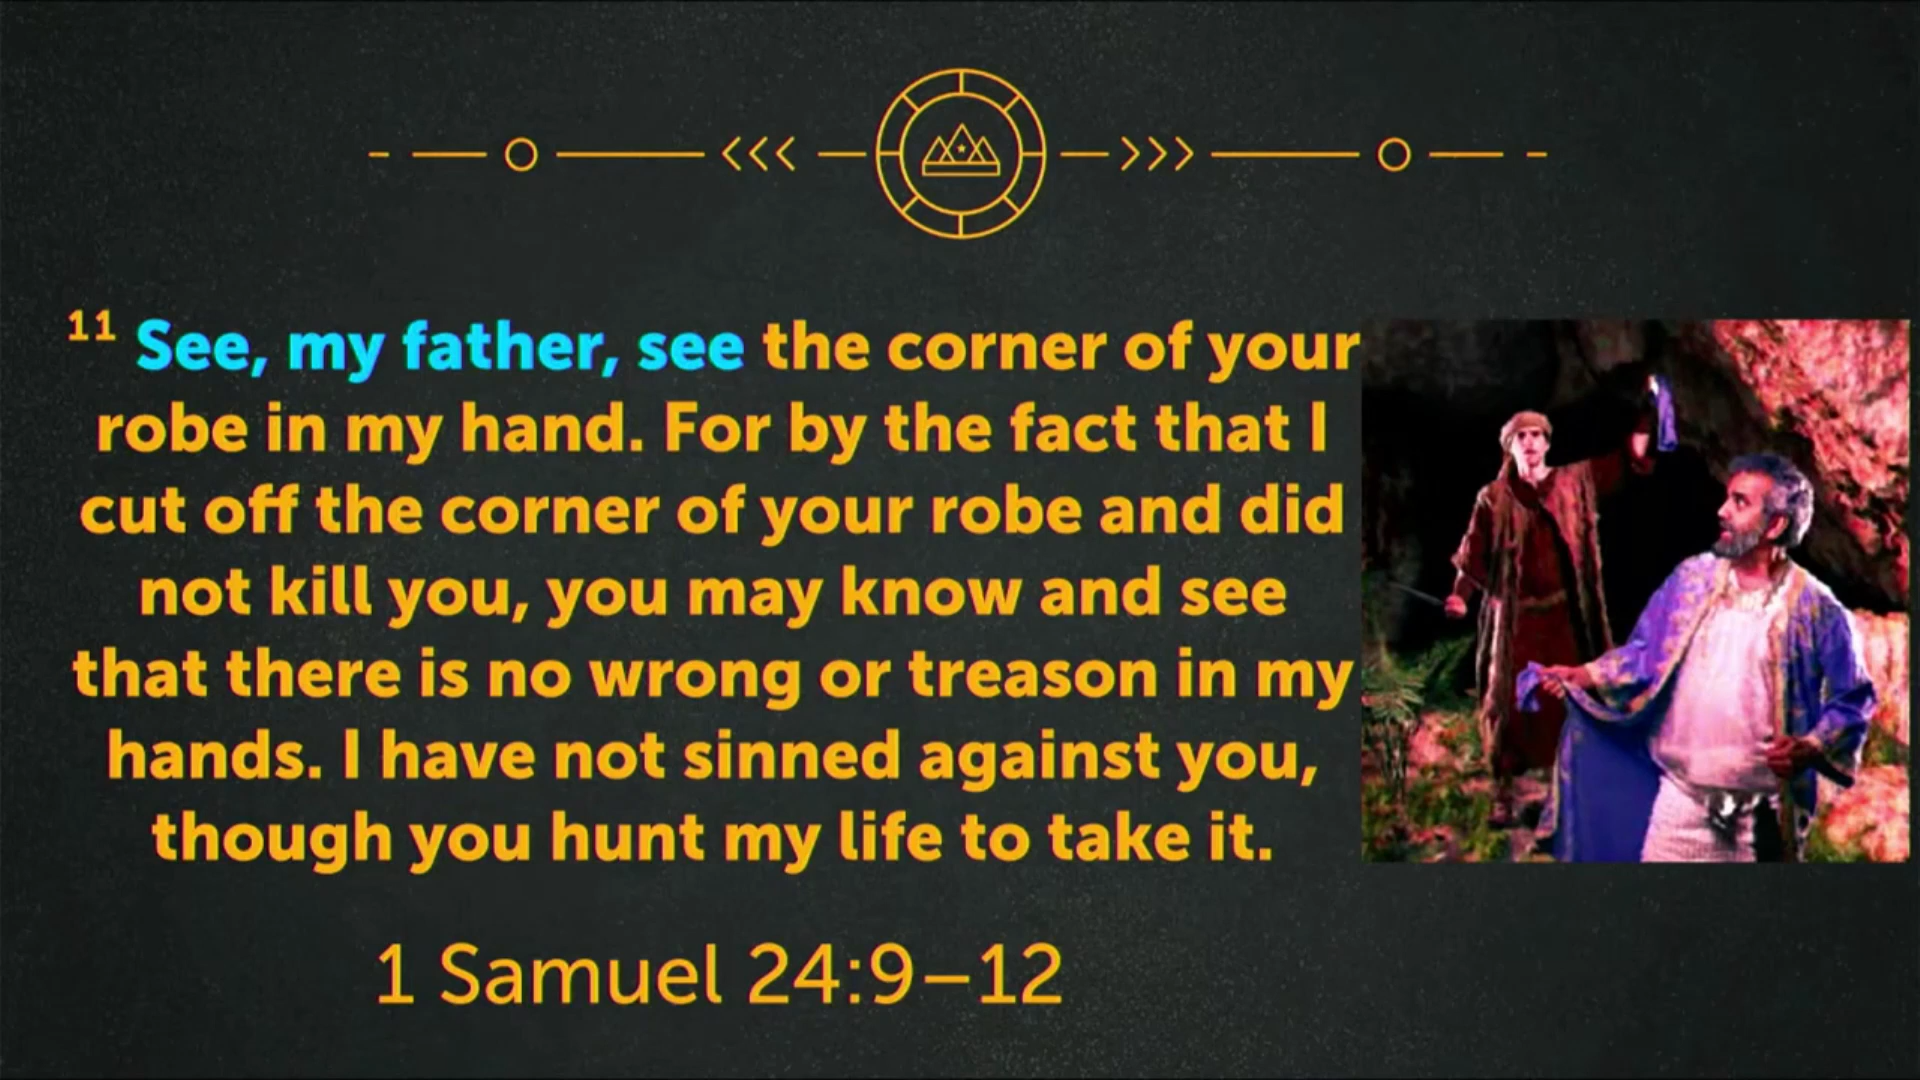 11 See, my father, see the corner of your
robe in my hand. For by the fact that I
cut off the corner of your robe and did
not kill you, you may know and see
that there is no wrong or treason in my
hands. I have not sinned against you,
though you hunt my life to take it.
1 Samuel 24:9–12